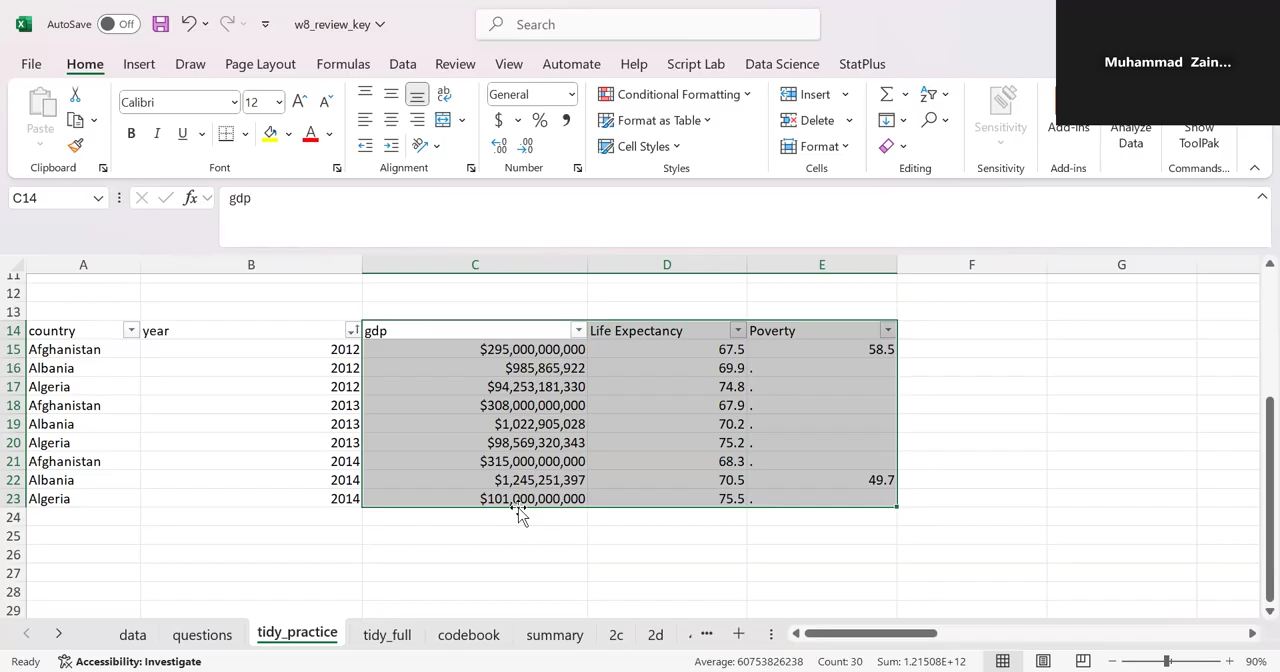 AutoSave Off w8_review_key Search
Muhammad Zain...
File Home Insert Draw Page Layout Formulas Data Review View Automate Help Script Lab Data Science StatPlus
Calibri 12 General Conditional Formatting Insert
Paste Format as Table Delete Sensitivity Add-ins Analyze Data Show ToolPak
B I U A $ % Cell Styles Format
Clipboard Font Alignment Number Styles Cells Editing Sensitivity Add-ins Commands...
C14 fx gdp
A B C D E F G
11
12
13
14 country year gdp Life Expectancy Poverty
15 Afghanistan 2012 $295,000,000,000 67.5 58.5
16 Albania 2012 $985,865,922 69.9 .
17 Algeria 2012 $94,253,181,330 74.8 .
18 Afghanistan 2013 $308,000,000,000 67.9 .
19 Albania 2013 $1,022,905,028 70.2 .
20 Algeria 2013 $98,569,320,343 75.2 .
21 Afghanistan 2014 $315,000,000,000 68.3 .
22 Albania 2014 $1,245,251,397 70.5 49.7
23 Algeria 2014 $101,000,000,000 75.5 .
24
25
26
27
28
29
data questions tidy_practice tidy_full codebook summary 2c 2d ...
Ready Accessibility: Investigate Average: 60753826238 Count: 30 Sum: 1.21508E+12 90%